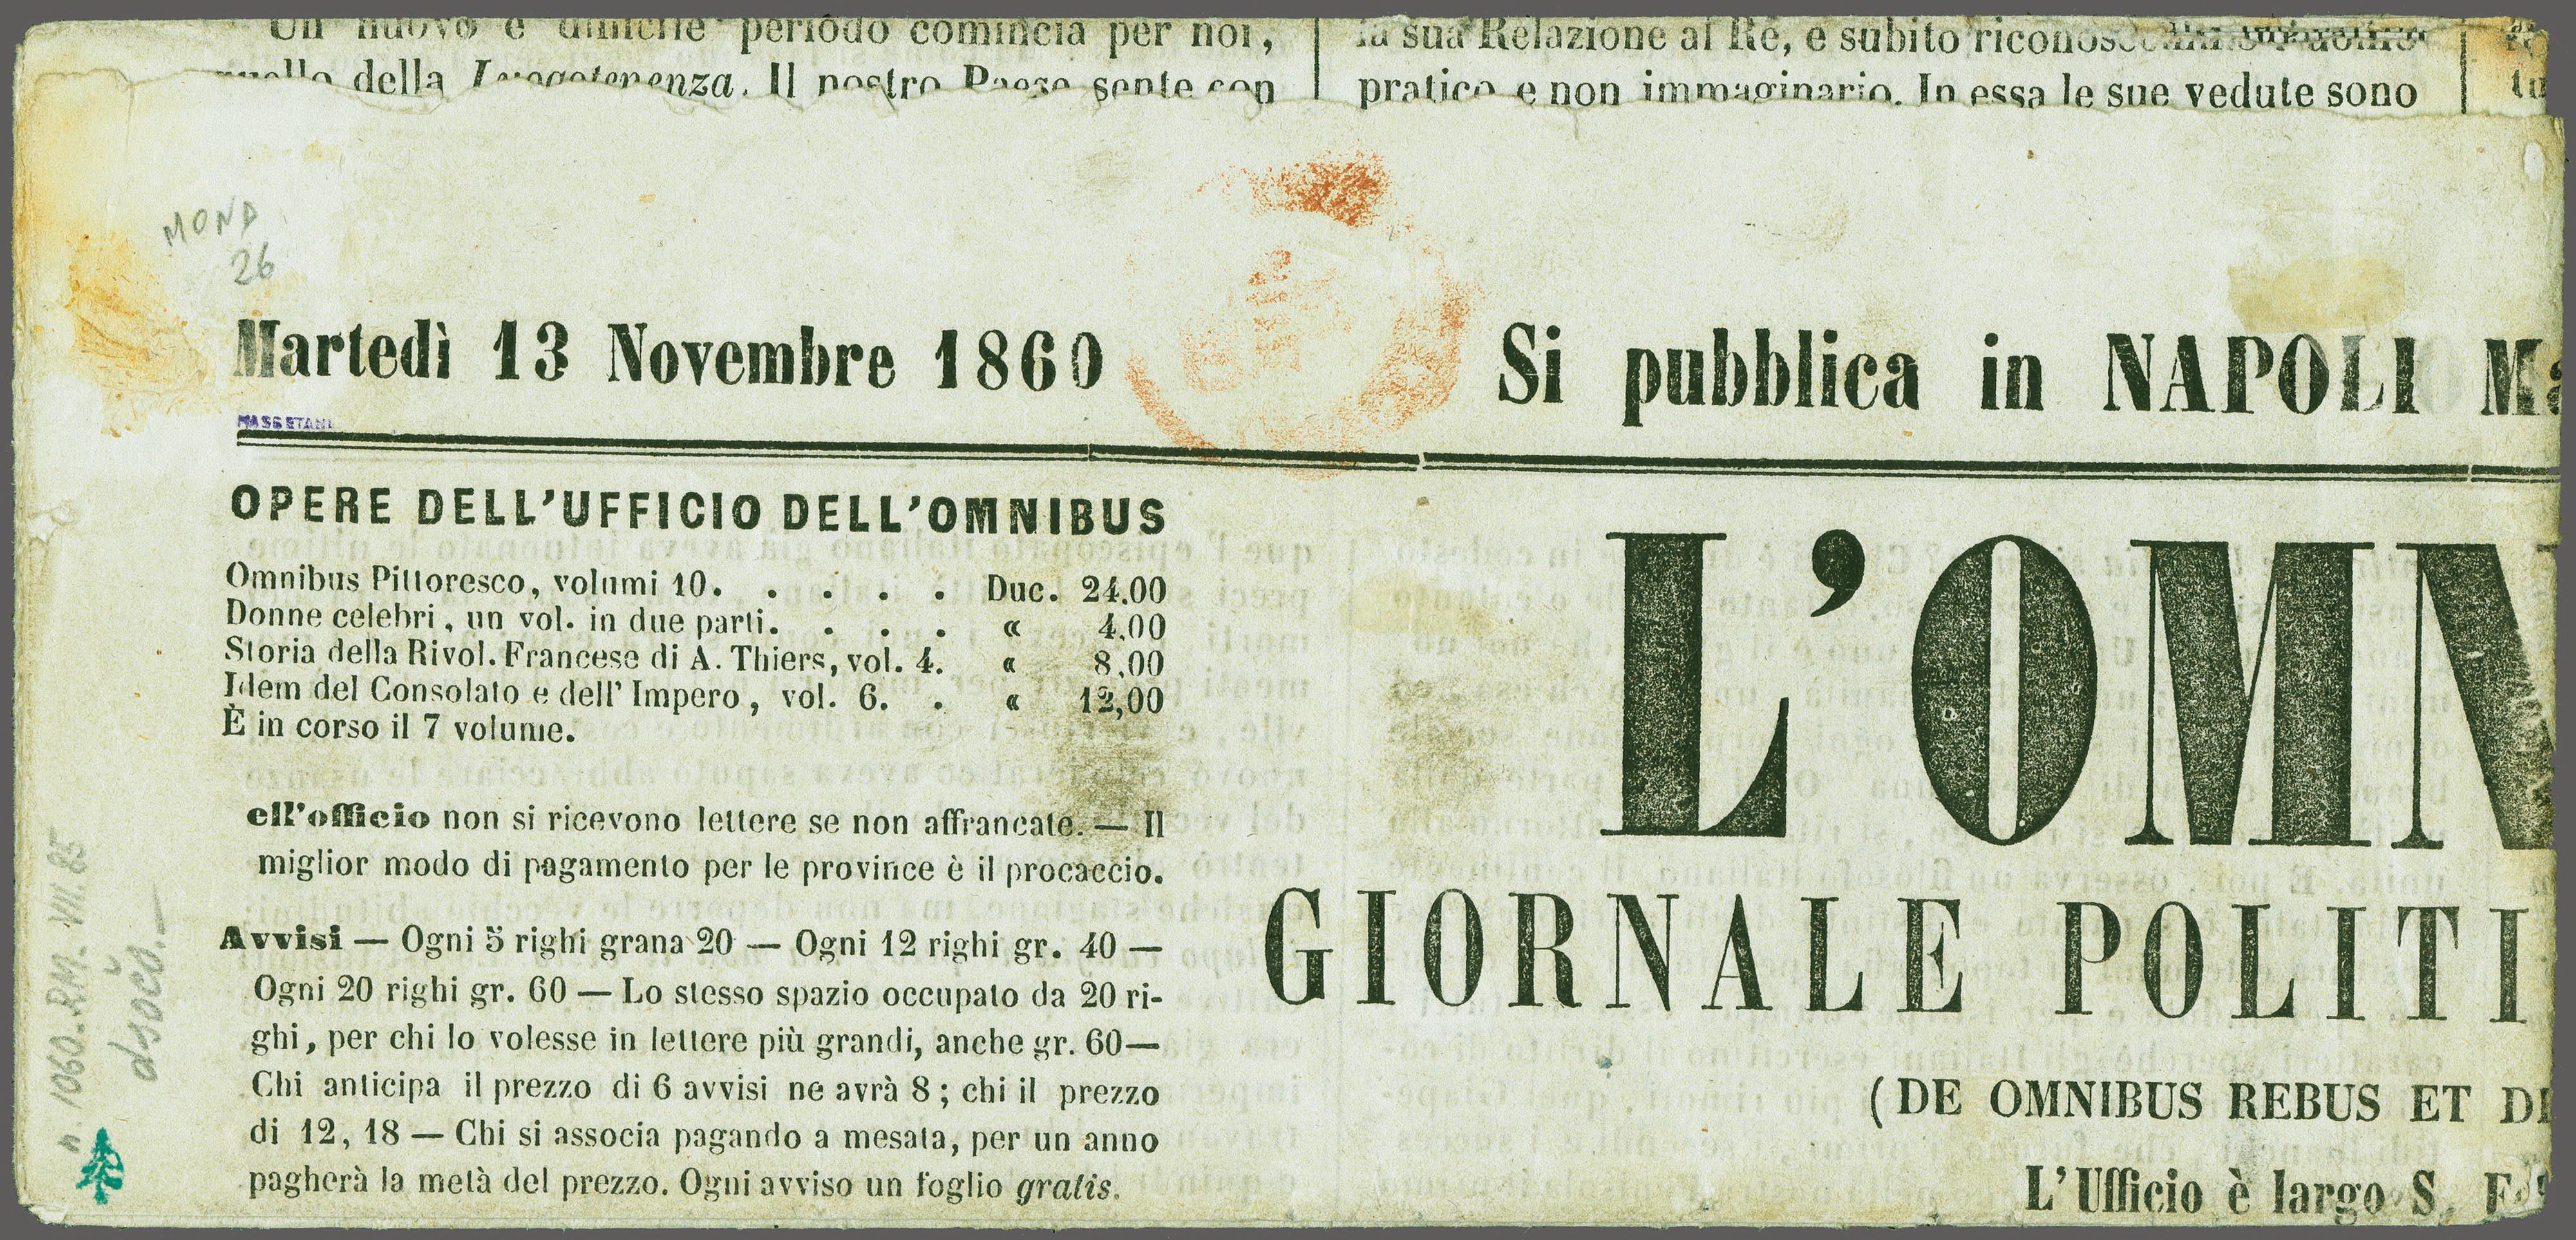 Un nuovo e difficile periodo comincia per noi,
quello della Luogotenenza. Il nostro Paese sente con
la sua Relazione al Re, e subito
pratico e non immaginario. In essa le sue vedute sono
MOND
26
Martedì 13 Novembre 1860
Si pubblica in NAPOLI Ma
MASSETANI
OPERE DELL'UFFICIO DELL'OMNIBUS
Omnibus Pittoresco, volumi 10. . . . . Duc. 24.00
Donne celebri, un vol. in due parti. . . . « 4.00
Storia della Rivol. Francese di A. Thiers, vol. 4. « 8.00
Idem del Consolato e dell' Impero, vol. 6. . « 12,00
È in corso il 7 volume.
ell'officio non si ricevono lettere se non affrancate. — Il
miglior modo di pagamento per le province è il procaccio.
Avvisi — Ogni 5 righi grana 20 — Ogni 12 righi gr. 40 —
Ogni 20 righi gr. 60 — Lo stesso spazio occupato da 20 ri-
ghi, per chi lo volesse in lettere più grandi, anche gr. 60—
Chi anticipa il prezzo di 6 avvisi ne avrà 8 ; chi il prezzo
di 12, 18 — Chi si associa pagando a mesata, per un anno
pagherà la metà del prezzo. Ogni avviso un foglio gratis.
L'OMN
GIORNALE POLITI
(DE OMNIBUS REBUS ET DE
L'Ufficio è largo S. F
n. 1060. RM. VII. 85